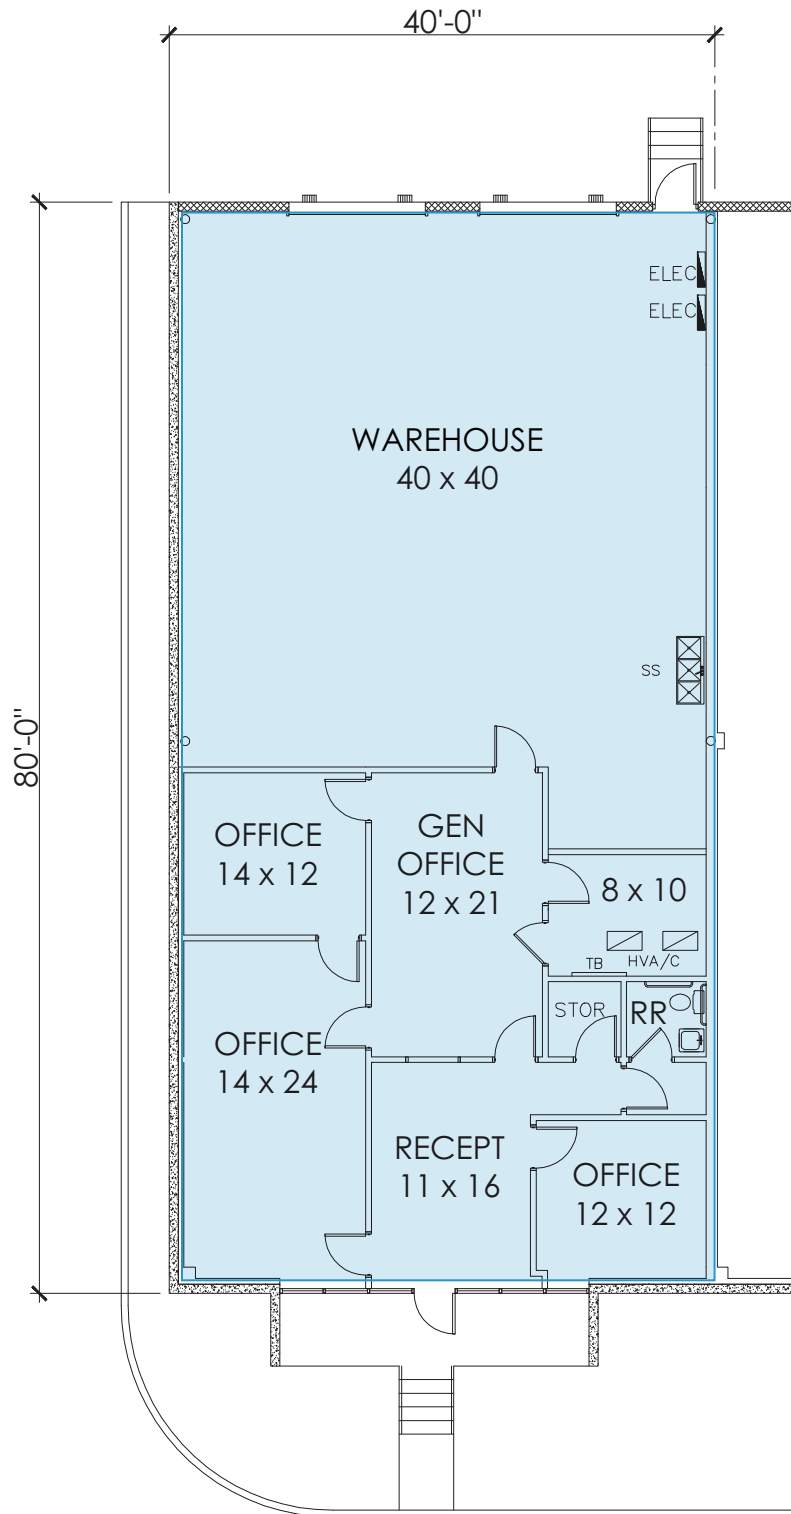 40'-0"
ELEC
ELEC
WAREHOUSE
40 x 40
SS
80'-0"
OFFICE
14 x 12
GEN
OFFICE
12 x 21
8 x 10
TB
HVA/C
STOR
RR
OFFICE
14 x 24
RECEPT
11 x 16
OFFICE
12 x 12